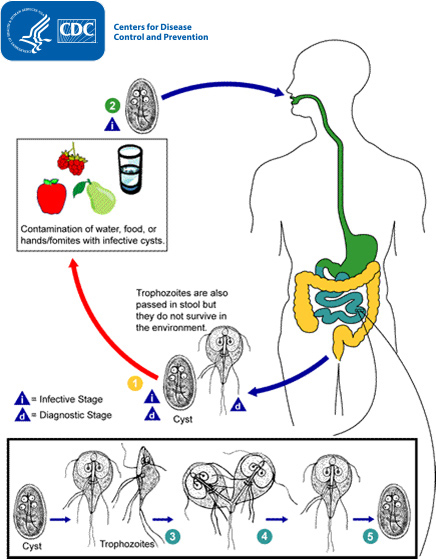 CDC
Centers for Disease
Control and Prevention
2
i
Contamination of water, food, or
hands/fomites with infective cysts.
Trophozoites are also
passed in stool but
they do not survive in
the environment.
1
i
d
d
Cyst
i = Infective Stage
d = Diagnostic Stage
Cyst
Trophozoites
3
4
5